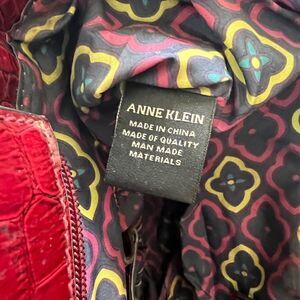 ANNE KLEIN
MADE IN CHINA
MADE OF QUALITY
MAN MADE
MATERIALS